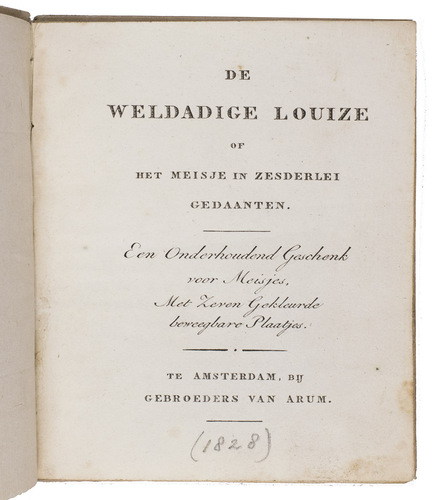 DE
WELDADIGE LOUIZE
OF
HET MEISJE IN ZESDERLEI
GEDAANTEN.
Een Onderhoudend Geschenk
voor Meisjes,
Met Zeven Gekleurde
beweegbare Plaatjes.
TE AMSTERDAM, BIJ
GEBROEDERS VAN ARUM.
(1828)